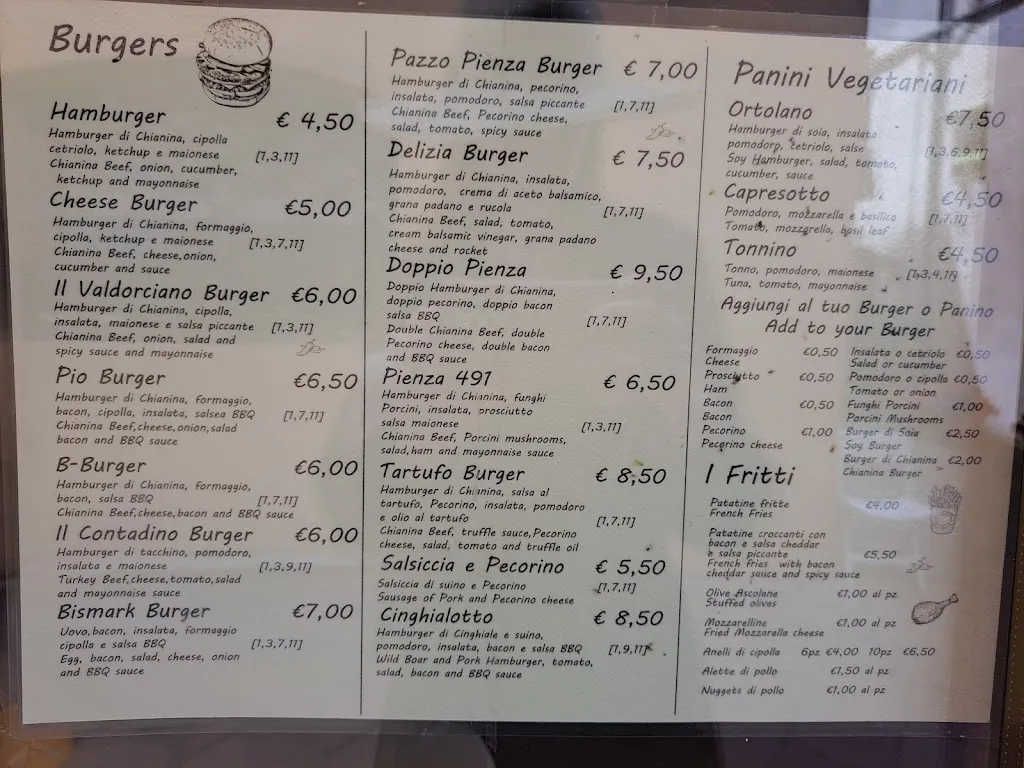 Burgers
Hamburger € 4,50
Hamburger di Chianina, cipolla
cetriolo, ketchup e maionese [1,3,11]
Chianina Beef, onion, cucumber,
ketchup and mayonnaise
Cheese Burger €5,00
Hamburger di Chianina, formaggio,
cipolla, ketchup e maionese [1,3,7,11]
Chianina Beef, cheese,onion,
cucumber and sauce
Il Valdorciano Burger €6,00
Hamburger di Chianina, cipolla,
insalata, maionese e salsa piccante [1,3,11]
Chianina Beef, onion, salad and
spicy sauce and mayonnaise
Pio Burger €6,50
Hamburger di Chianina, formaggio,
bacon, cipolla, insalata, salsea BBQ [1,7,11]
Chianina Beef,cheese,onion,salad
bacon and BBQ sauce
B-Burger €6,00
Hamburger di Chianina, formaggio,
bacon, salsa BBQ [1,7,11]
Chianina Beef,cheese,bacon and BBQ sauce
Il Contadino Burger €6,00
Hamburger di tacchino, pomodoro,
insalata e maionese [1,3,9,11]
Turkey Beef,cheese,tomato,salad
and mayonnaise sauce
Bismark Burger €7,00
Uovo,bacon, insalata, formaggio
cipolla e salsa BBQ [1,3,7,11]
Egg, bacon, salad, cheese, onion
and BBQ sauce
Pazzo Pienza Burger € 7,00
Hamburger di Chianina, pecorino,
insalata, pomodoro, salsa piccante [1,7,11]
Chianina Beef, Pecorino cheese,
salad, tomato, spicy sauce
Delizia Burger € 7,50
Hamburger di Chianina, insalata,
pomodoro, crema di aceto balsamico,
grana padano e rucola [1,7,11]
Chianina Beef, salad, tomato,
cream balsamic vinegar, grana padano
cheese and rocket
Doppio Pienza € 9,50
Doppio Hamburger di Chianina,
doppio pecorino, doppio bacon
salsa BBQ [1,7,11]
Double Chianina Beef, double
Pecorino cheese, double bacon
and BBQ sauce
Pienza 491 € 6,50
Hamburger di Chianina, funghi
Porcini, insalata, prosciutto
salsa maionese [1,3,11]
Chianina Beef, Porcini mushrooms,
salad,ham and mayonnaise sauce
Tartufo Burger € 8,50
Hamburger di Chianina, salsa al
tartufo, Pecorino, insalata, pomodoro
e olio al tartufo [1,7,11]
Chianina Beef, truffle sauce,Pecorino
cheese, salad, tomato and truffle oil
Salsiccia e Pecorino € 5,50
Salsiccia di suino e Pecorino [1,7,11]
Sausage of Pork and Pecorino cheese
Cinghialotto € 8,50
Hamburger di Cinghiale e suino,
pomodoro, insalata, bacon e salsa BBQ [1,9,11]
Wild Boar and Pork Hamburger, tomato,
salad, bacon and BBQ sauce
Panini Vegetariani
Ortolano €7,50
Hamburger di soia, insalata
pomodoro, cetriolo, salse [1,3,6,9,11]
Soy Hamburger, salad, tomato,
cucumber, sauce
Capresotto €4,50
Pomodoro, mozzarella e basilico [1,7,11]
Tomato, mozzarella, basil leaf
Tonnino €4,50
Tonno, pomodoro, maionese [1,3,4,11]
Tuna, tomato, mayonnaise
Aggiungi al tuo Burger o Panino
Add to your Burger
Formaggio €0,50
Cheese
Prosciutto €0,50
Ham
Bacon €0,50
Bacon
Pecorino €1,00
Pecorino cheese
Insalata o cetriolo €0,50
Salad or cucumber
Pomodoro o cipolla €0,50
Tomato or onion
Funghi Porcini €1,00
Porcini Mushrooms
Burger di Soia €2,50
Soy Burger
Burger di Chianina €2,00
Chianina Burger
I Fritti
Patatine fritte €4,00
French Fries
Patatine croccanti con
bacon e salsa cheddar
e salsa piccante €5,50
French fries with bacon
cheddar sauce and spicy sauce
Olive Ascolane €1,00 al pz
Stuffed olives
Mozzarelline €1,00 al pz
Fried Mozzarella cheese
Anelli di cipolla 6pz €4,00 10pz €6,50
Alette di pollo €1,50 al pz
Nuggets di pollo €1,00 al pz